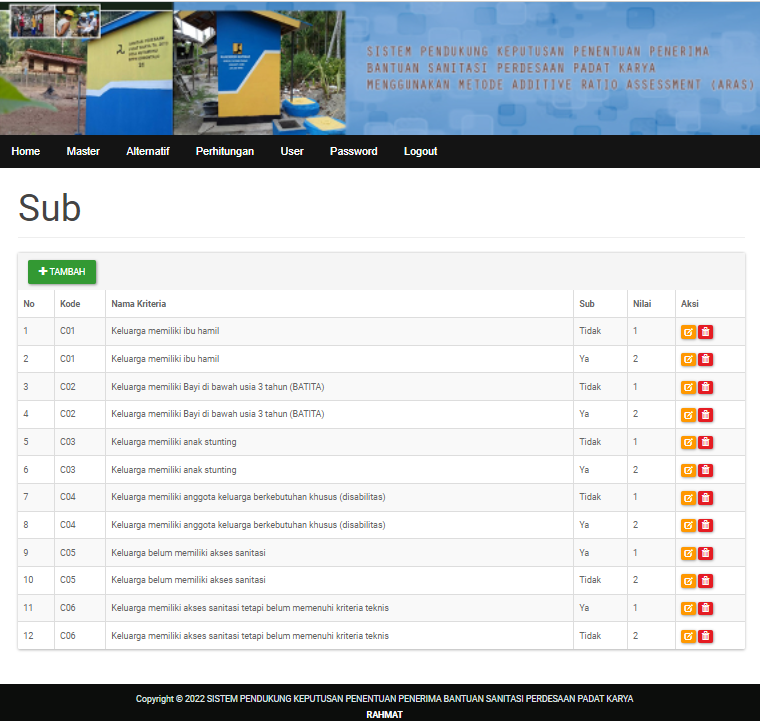 SISTEM PENDUKUNG KEPUTUSAN PENENTUAN PENERIMA
BANTUAN SANITASI PERDESAAN PADAT KARYA
MENGGUNAKAN METODE ADDITIVE RATIO ASSESSMENT (ARAS)
Home Master Alternatif Perhitungan User Password Logout
Sub
TAMBAH
No Kode Nama Kriteria Sub Nilai Aksi
1 C01 Keluarga memiliki ibu hamil Tidak 1
2 C01 Keluarga memiliki ibu hamil Ya 2
3 C02 Keluarga memiliki Bayi di bawah usia 3 tahun (BATITA) Tidak 1
4 C02 Keluarga memiliki Bayi di bawah usia 3 tahun (BATITA) Ya 2
5 C03 Keluarga memiliki anak stunting Tidak 1
6 C03 Keluarga memiliki anak stunting Ya 2
7 C04 Keluarga memiliki anggota keluarga berkebutuhan khusus (disabilitas) Tidak 1
8 C04 Keluarga memiliki anggota keluarga berkebutuhan khusus (disabilitas) Ya 2
9 C05 Keluarga belum memiliki akses sanitasi Ya 1
10 C05 Keluarga belum memiliki akses sanitasi Tidak 2
11 C06 Keluarga memiliki akses sanitasi tetapi belum memenuhi kriteria teknis Ya 1
12 C06 Keluarga memiliki akses sanitasi tetapi belum memenuhi kriteria teknis Tidak 2
Copyright © 2022 SISTEM PENDUKUNG KEPUTUSAN PENENTUAN PENERIMA BANTUAN SANITASI PERDESAAN PADAT KARYA
RAHMAT